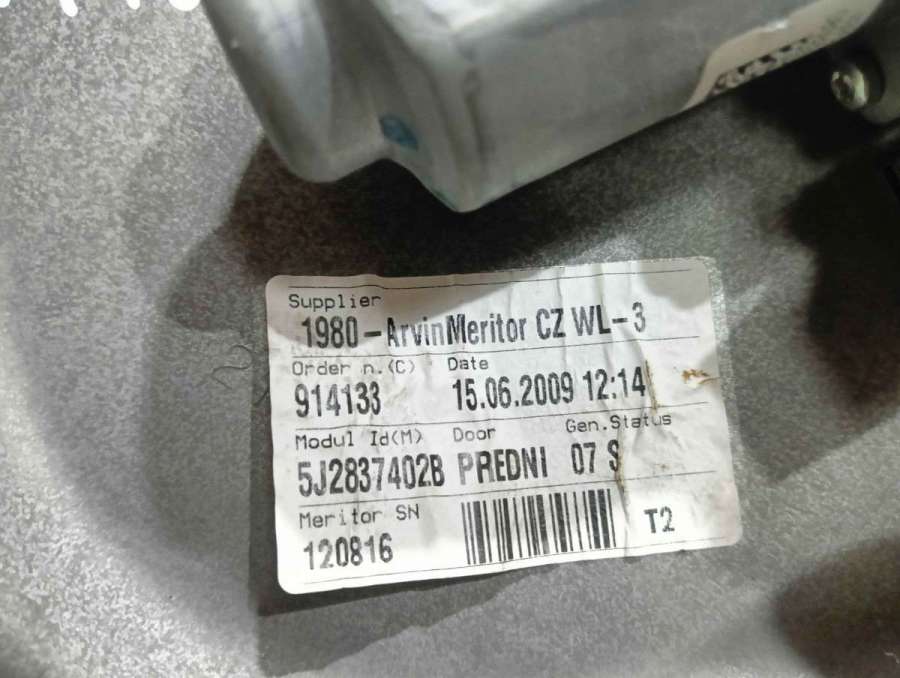 Supplier
1980-ArvinMeritor CZ WL-3
Order n.(C) Date
914133 15.06.2009 12:14
Modul Id(M) Door Gen.Status
5J2837402B PREDNI 07 S
Meritor SN
120816 T2